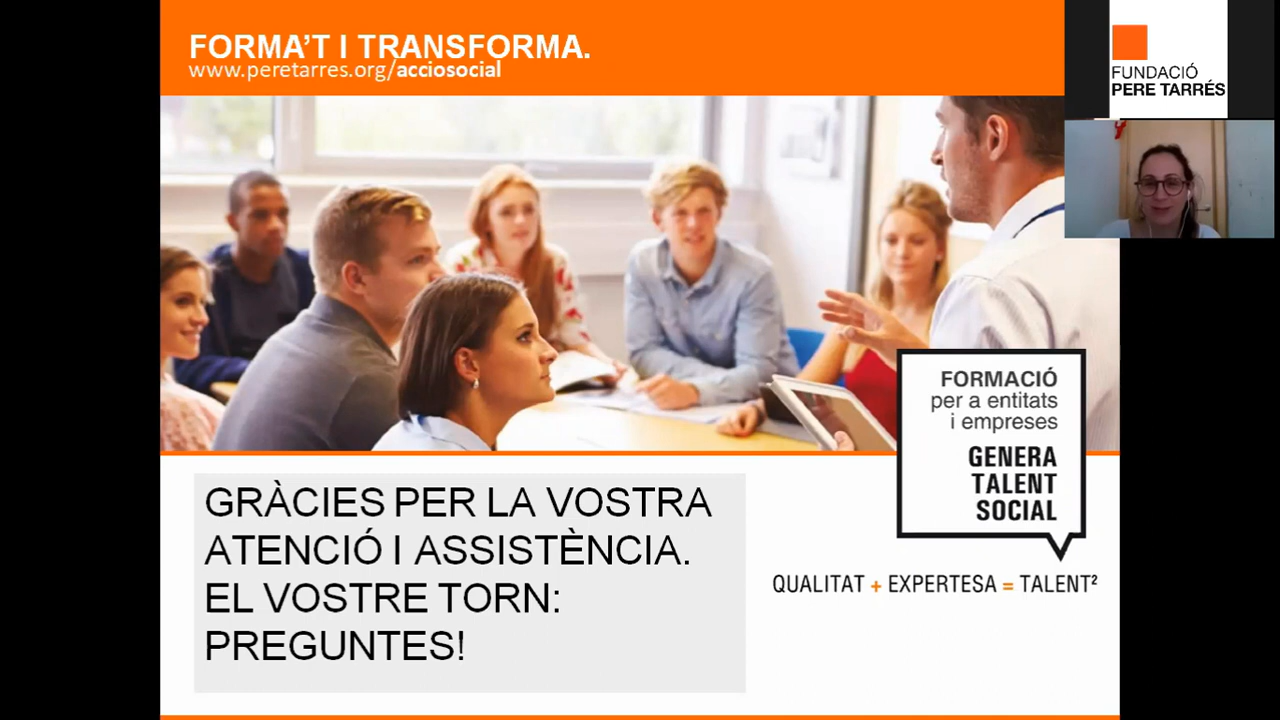 FORMA'T I TRANSFORMA.
www.peretarres.org/acciosocial
FUNDACIÓ
PERE TARRÉS
FORMACIÓ
per a entitats
i empreses
GENERA
TALENT
SOCIAL
GRÀCIES PER LA VOSTRA
ATENCIÓ I ASSISTÈNCIA.
EL VOSTRE TORN:
PREGUNTES!
QUALITAT + EXPERTESA = TALENT²